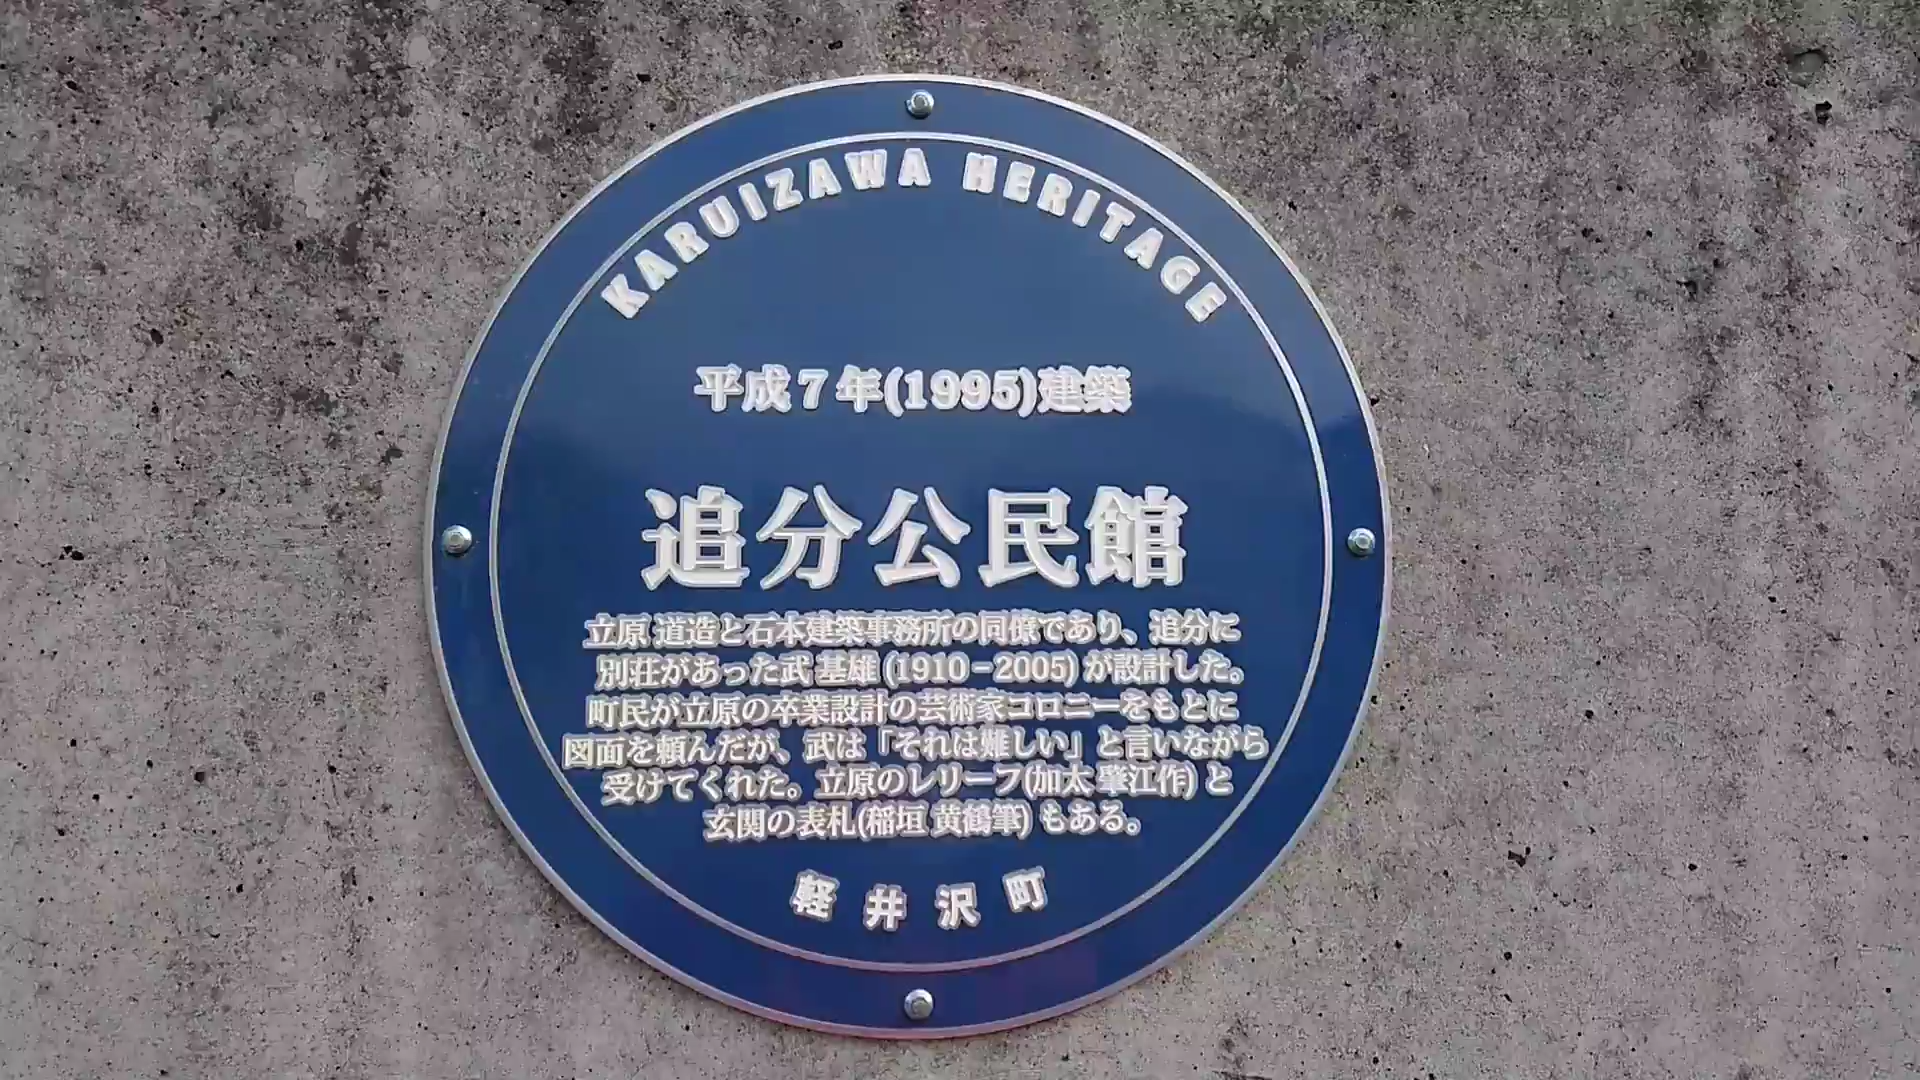 KARUIZAWA HERITAGE
平成7年(1995)建築
追分公民館
立原 道造と石本建築事務所の同僚であり、追分に
別荘があった武 基雄 (1910－2005) が設計した。
町民が立原の卒業設計の芸術家コロニーをもとに
図面を頼んだが、武は「それは難しい」と言いながら
受けてくれた。立原のレリーフ(加太 肇江作) と
玄関の表札(稲垣 黄鶴筆) もある。
軽井沢町